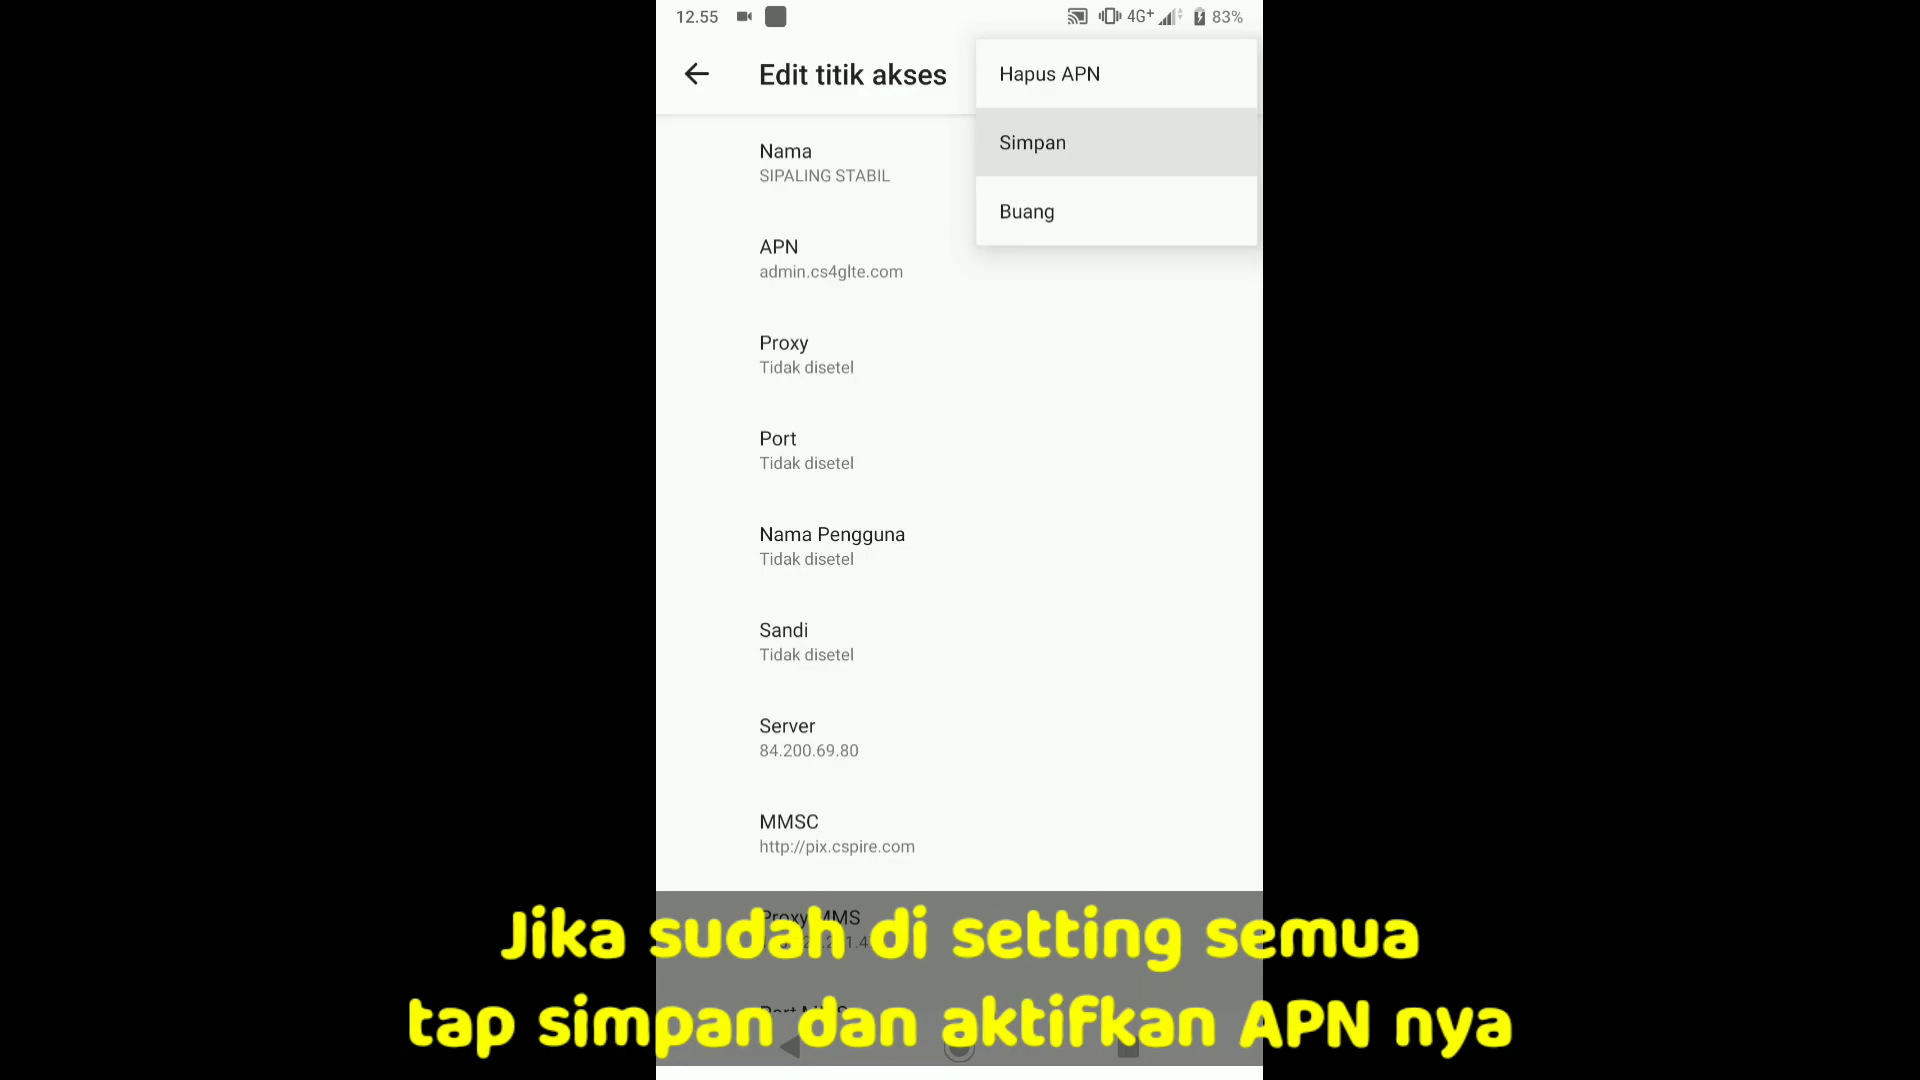 12.55
4G+
83%
Edit titik akses
Hapus APN
Simpan
Buang
Nama
SIPALING STABIL
APN
admin.cs4glte.com
Proxy
Tidak disetel
Port
Tidak disetel
Nama Pengguna
Tidak disetel
Sandi
Tidak disetel
Server
84.200.69.80
MMSC
http://pix.cspire.com
Proxy MMS
Jika sudah di setting semua
tap simpan dan aktifkan APN nya